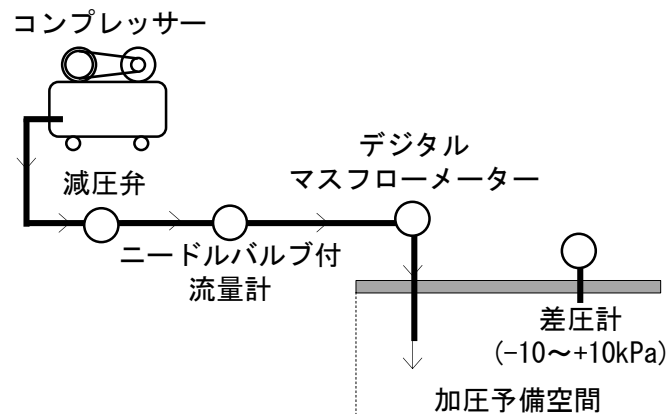 コンプレッサー
デジタル
マスフローメーター
減圧弁
ニードルバルブ付
流量計
差圧計
(-10～+10kPa)
加圧予備空間